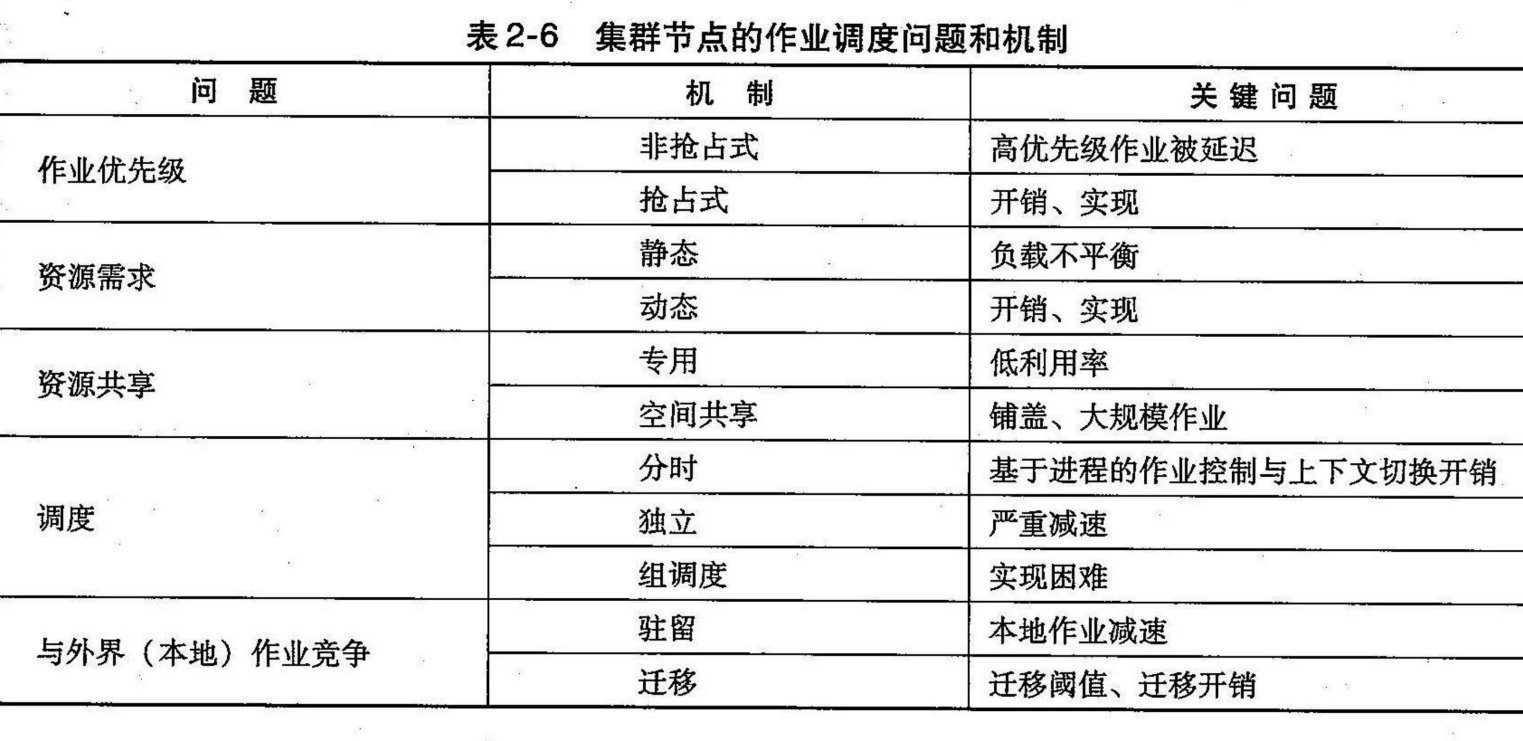 表2-6 集群节点的作业调度问题和机制
问 题 机 制 关键问题
作业优先级 非抢占式 高优先级作业被延迟
抢占式 开销、实现
资源需求 静态 负载不平衡
动态 开销、实现
资源共享 专用 低利用率
空间共享 铺盖、大规模作业
调度 分时 基于进程的作业控制与上下文切换开销
独立 严重减速
组调度 实现困难
与外界（本地）作业竞争 驻留 本地作业减速
迁移 迁移阈值、迁移开销